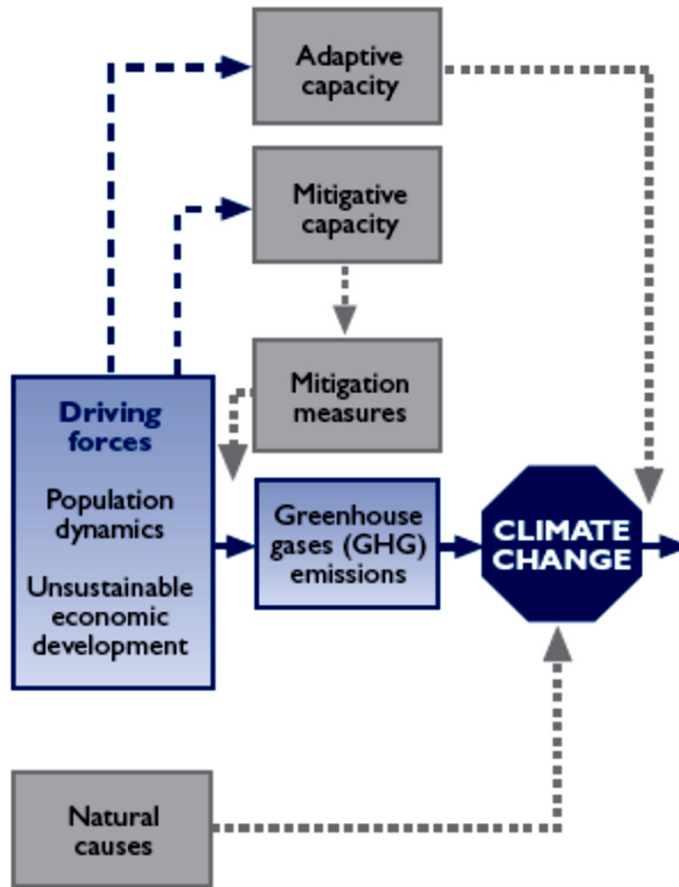 Adaptive
capacity
Mitigative
capacity
Mitigation
measures
Driving
forces
Population
dynamics
Unsustainable
economic
development
Greenhouse
gases (GHG)
emissions
CLIMATE
CHANGE
Natural
causes